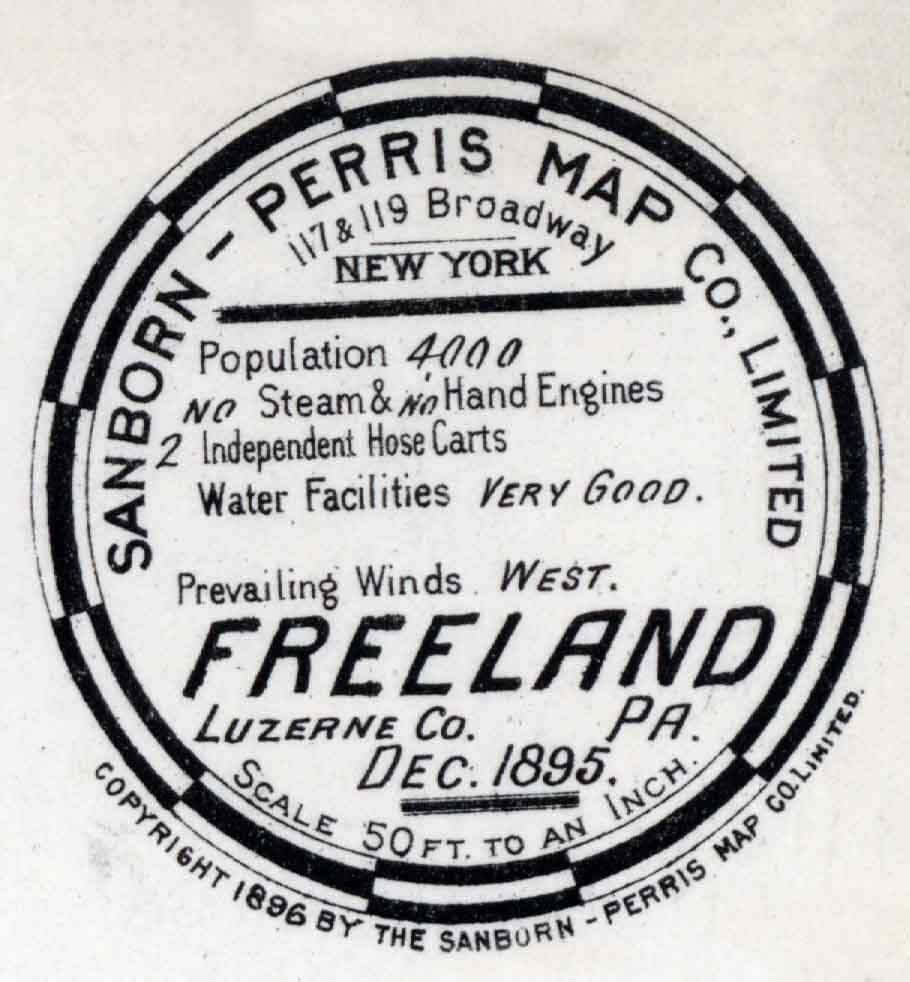 SANBORN - PERRIS MAP CO., LIMITED
117 & 119 Broadway
NEW YORK
Population 4000
NO Steam & NO Hand Engines
2 Independent Hose Carts
Water Facilities VERY GOOD.
Prevailing Winds WEST.
FREELAND
LUZERNE CO. PA.
DEC. 1895.
SCALE 50 FT. TO AN INCH.
COPYRIGHT 1896 BY THE SANBORN - PERRIS MAP CO. LIMITED.